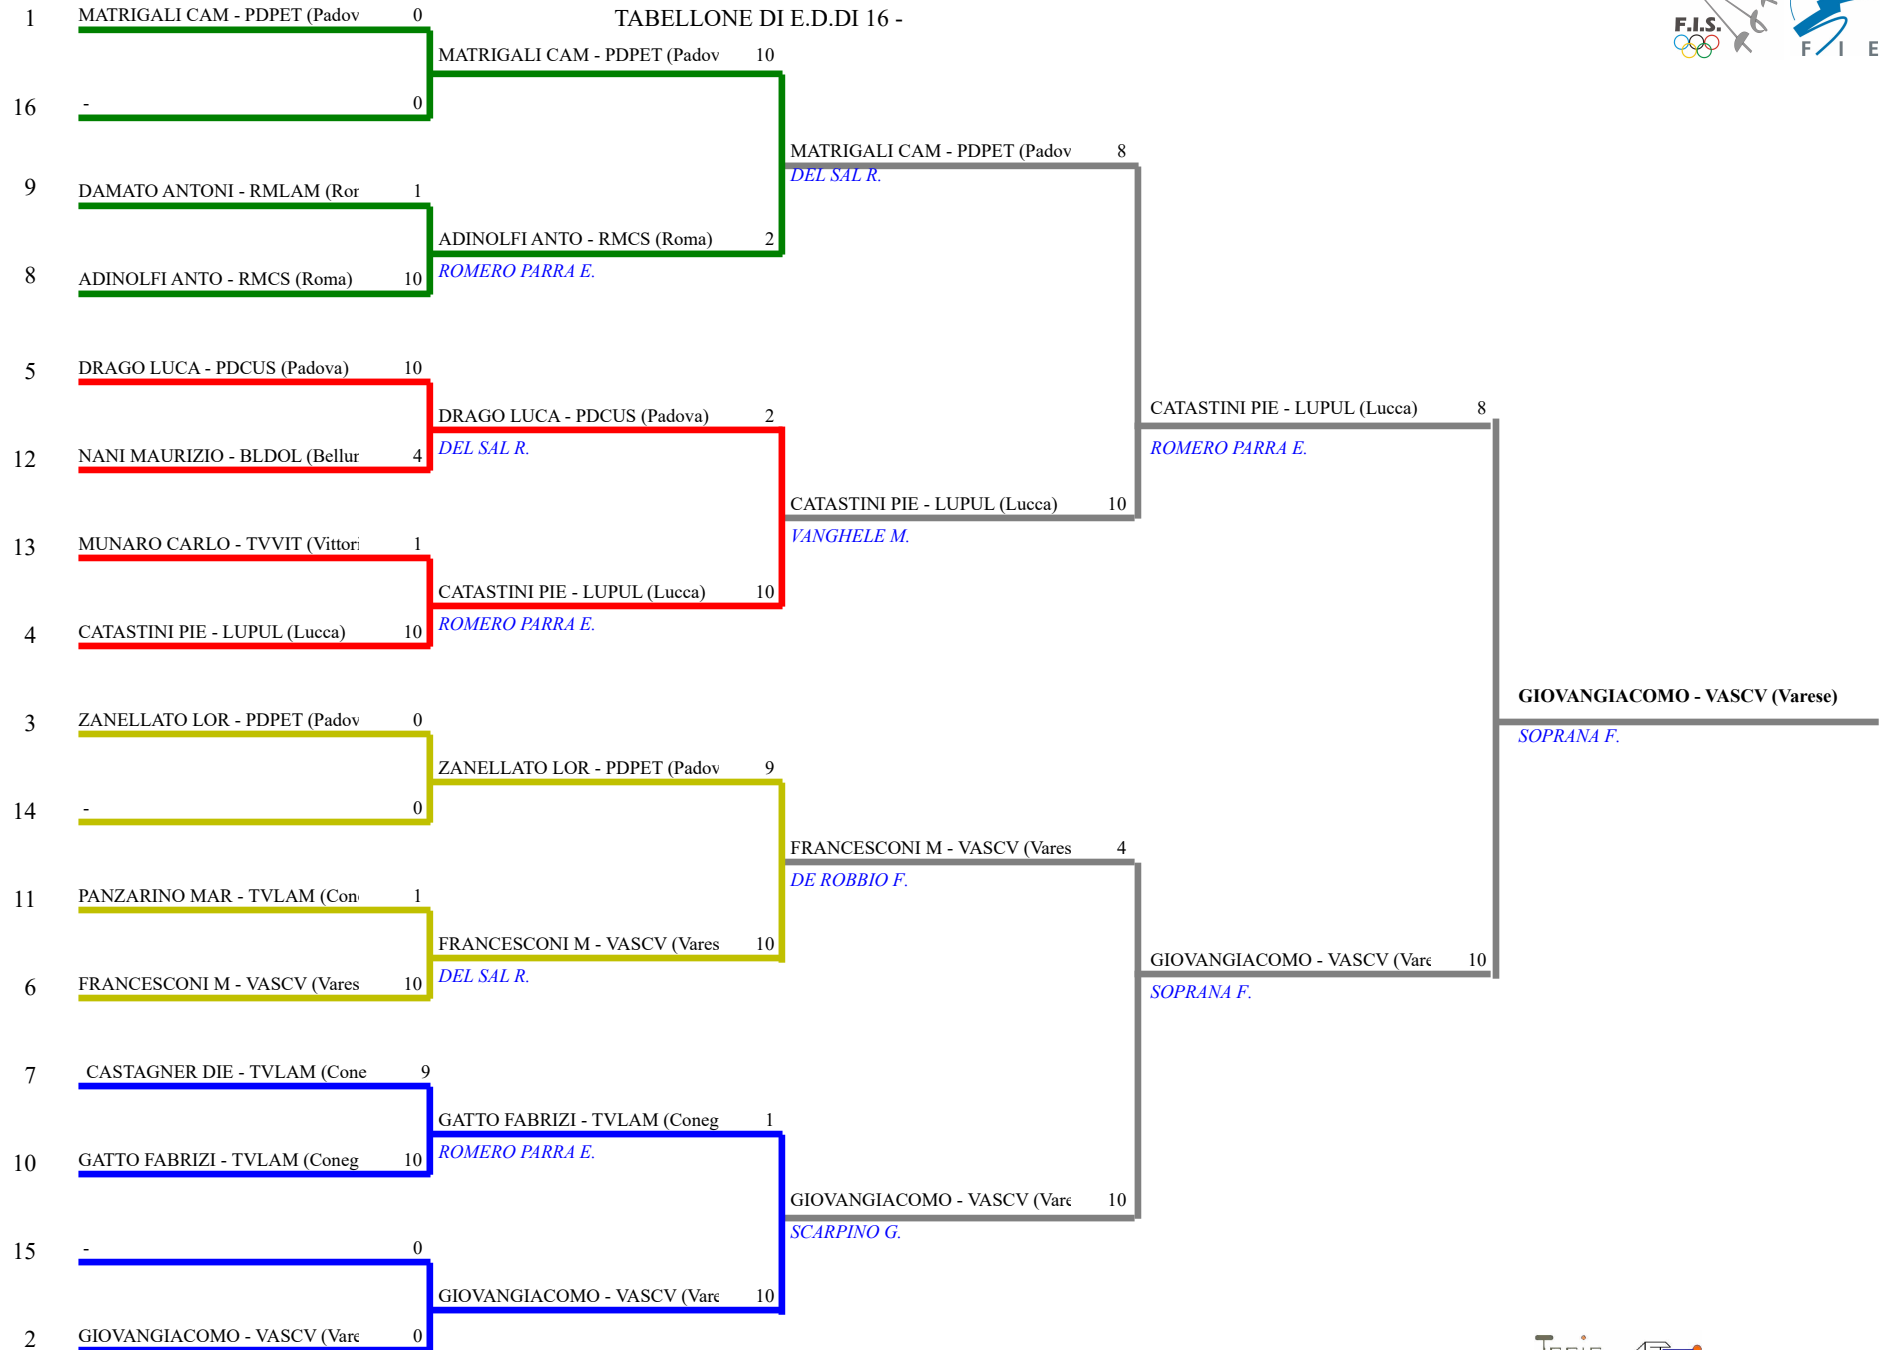 TABELLONE DI E.D.DI 16 -
F.I.S.
F I E
1 MATRIGALI CAM - PDPET (Padov 0
MATRIGALI CAM - PDPET (Padov 10
16 - 0
MATRIGALI CAM - PDPET (Padov 8
DEL SAL R.
9 DAMATO ANTONI - RMLAM (Ror 1
ADINOLFI ANTO - RMCS (Roma) 2
ROMERO PARRA E.
8 ADINOLFI ANTO - RMCS (Roma) 10
5 DRAGO LUCA - PDCUS (Padova) 10
DRAGO LUCA - PDCUS (Padova) 2
DEL SAL R.
CATASTINI PIE - LUPUL (Lucca) 8
ROMERO PARRA E.
12 NANI MAURIZIO - BLDOL (Bellur 4
CATASTINI PIE - LUPUL (Lucca) 10
VANGHELE M.
13 MUNARO CARLO - TVVIT (Vittori 1
CATASTINI PIE - LUPUL (Lucca) 10
ROMERO PARRA E.
4 CATASTINI PIE - LUPUL (Lucca) 10
GIOVANGIACOMO - VASCV (Varese)
SOPRANA F.
3 ZANELLATO LOR - PDPET (Padov 0
ZANELLATO LOR - PDPET (Padov 9
14 - 0
FRANCESCONI M - VASCV (Vares 4
DE ROBBIO F.
11 PANZARINO MAR - TVLAM (Con 1
FRANCESCONI M - VASCV (Vares 10
DEL SAL R.
GIOVANGIACOMO - VASCV (Vare 10
SOPRANA F.
6 FRANCESCONI M - VASCV (Vares 10
7 CASTAGNER DIE - TVLAM (Cone 9
GATTO FABRIZI - TVLAM (Coneg 1
ROMERO PARRA E.
10 GATTO FABRIZI - TVLAM (Coneg 10
GIOVANGIACOMO - VASCV (Vare 10
SCARPINO G.
15 - 0
GIOVANGIACOMO - VASCV (Vare 10
2 GIOVANGIACOMO - VASCV (Vare 0